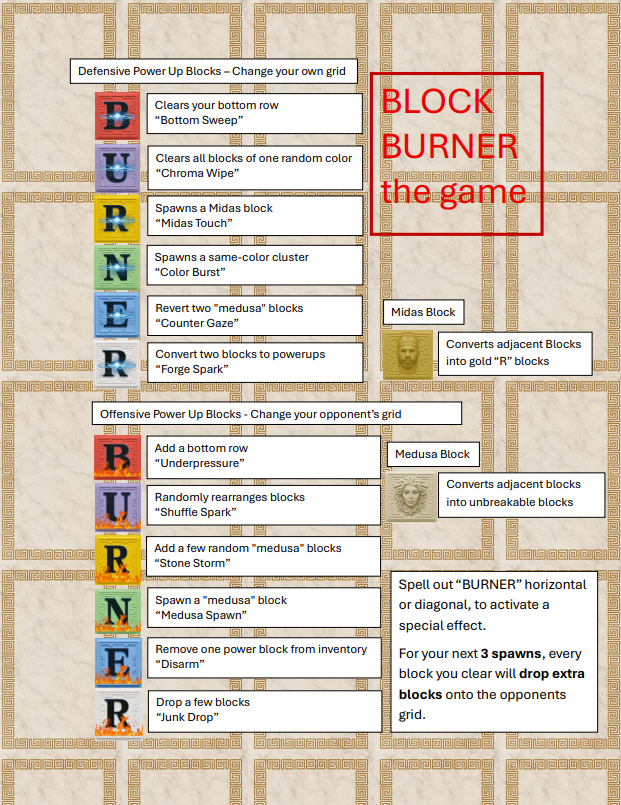 Defensive Power Up Blocks – Change your own grid
BLOCK
BURNER
the game
B
Clears your bottom row
“Bottom Sweep”
U
Clears all blocks of one random color
“Chroma Wipe”
R
Spawns a Midas block
“Midas Touch”
N
Spawns a same-color cluster
“Color Burst”
E
Revert two "medusa" blocks
“Counter Gaze”
R
Convert two blocks to powerups
“Forge Spark”
Midas Block
Converts adjacent Blocks
into gold “R” blocks
Offensive Power Up Blocks - Change your opponent’s grid
B
Add a bottom row
“Underpressure”
U
Randomly rearranges blocks
“Shuffle Spark”
R
Add a few random "medusa" blocks
“Stone Storm”
N
Spawn a "medusa" block
“Medusa Spawn”
E
Remove one power block from inventory
“Disarm”
R
Drop a few blocks
“Junk Drop”
Medusa Block
Converts adjacent blocks
into unbreakable blocks
Spell out “BURNER” horizontal
or diagonal, to activate a
special effect.
For your next 3 spawns, every
block you clear will drop extra
blocks onto the opponents
grid.